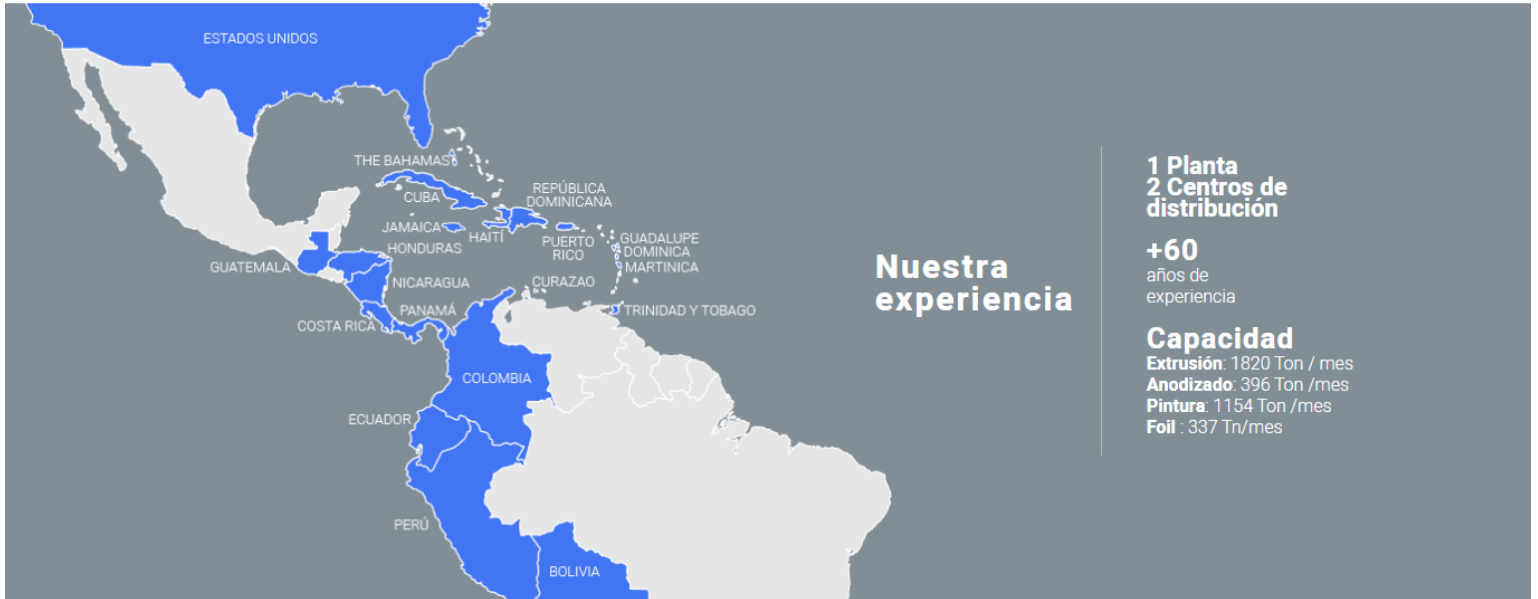 ESTADOS UNIDOS
THE BAHAMAS
CUBA
REPÚBLICA
DOMINICANA
JAMAICA
HAITÍ
PUERTO
RICO
GUADALUPE
DOMINICA
MARTINICA
HONDURAS
GUATEMALA
NICARAGUA
CURAZAO
PANAMÁ
TRINIDAD Y TOBAGO
COSTA RICA
COLOMBIA
ECUADOR
PERÚ
BOLIVIA
Nuestra
experiencia
1 Planta
2 Centros de
distribución
+60
años de
experiencia
Capacidad
Extrusión: 1820 Ton / mes
Anodizado: 396 Ton /mes
Pintura: 1154 Ton /mes
Foil : 337 Tn/mes